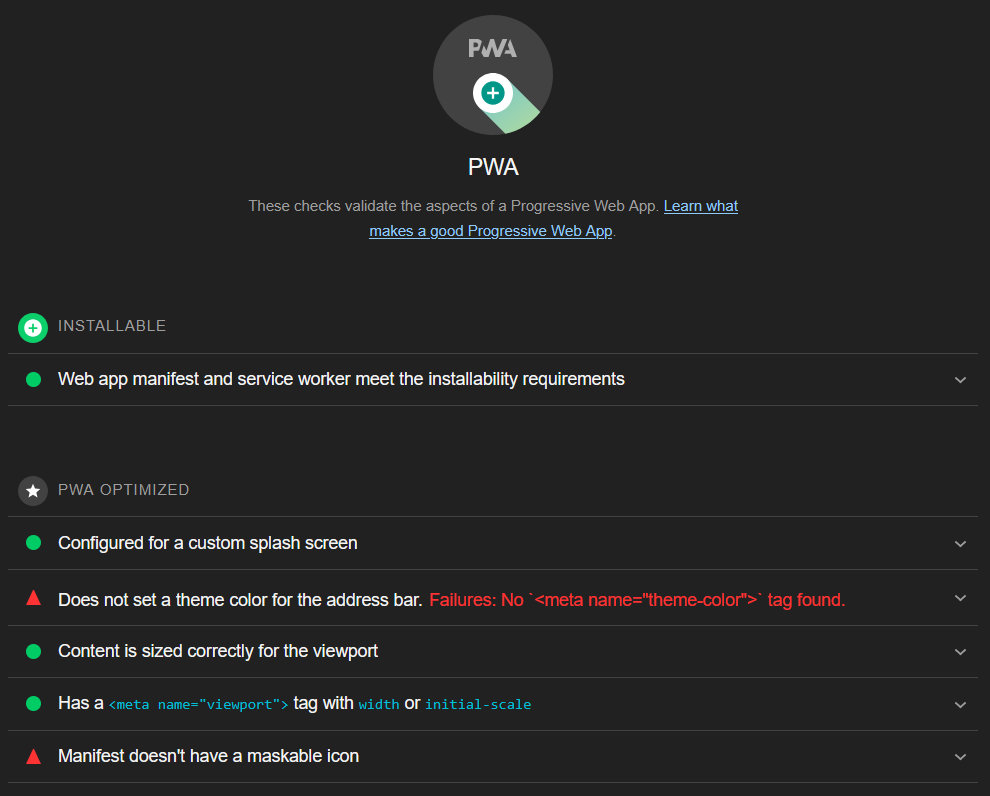 PWA
PWA
These checks validate the aspects of a Progressive Web App. Learn what
makes a good Progressive Web App.
INSTALLABLE
Web app manifest and service worker meet the installability requirements
PWA OPTIMIZED
Configured for a custom splash screen
Does not set a theme color for the address bar. Failures: No `<meta name="theme-color">` tag found.
Content is sized correctly for the viewport
Has a <meta name="viewport"> tag with width or initial-scale
Manifest doesn't have a maskable icon